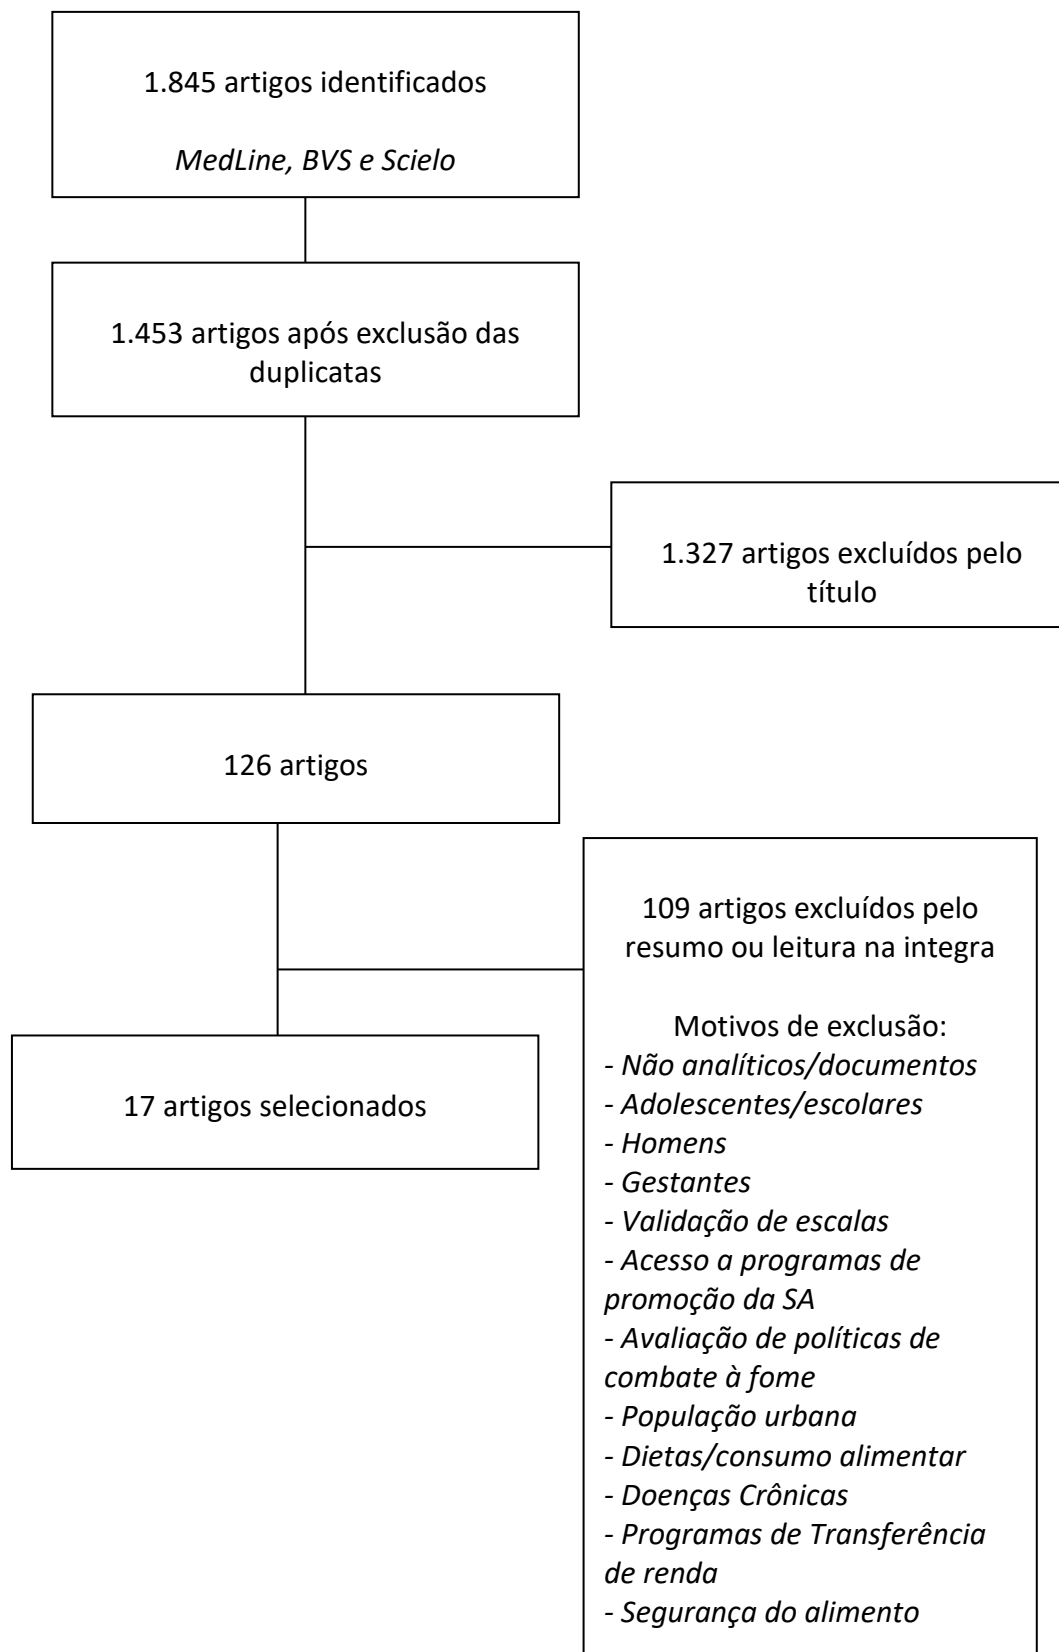 1.845 artigos identificados
MedLine, BVS e Scielo
1.453 artigos após exclusão das
duplicatas
1.327 artigos excluídos pelo
título
126 artigos
109 artigos excluídos pelo
resumo ou leitura na integra
Motivos de exclusão:
- Não analíticos/documentos
- Adolescentes/escolares
- Homens
- Gestantes
- Validação de escalas
- Acesso a programas de
promoção da SA
- Avaliação de políticas de
combate à fome
- População urbana
- Dietas/consumo alimentar
- Doenças Crônicas
- Programas de Transferência
de renda
- Segurança do alimento
17 artigos selecionados